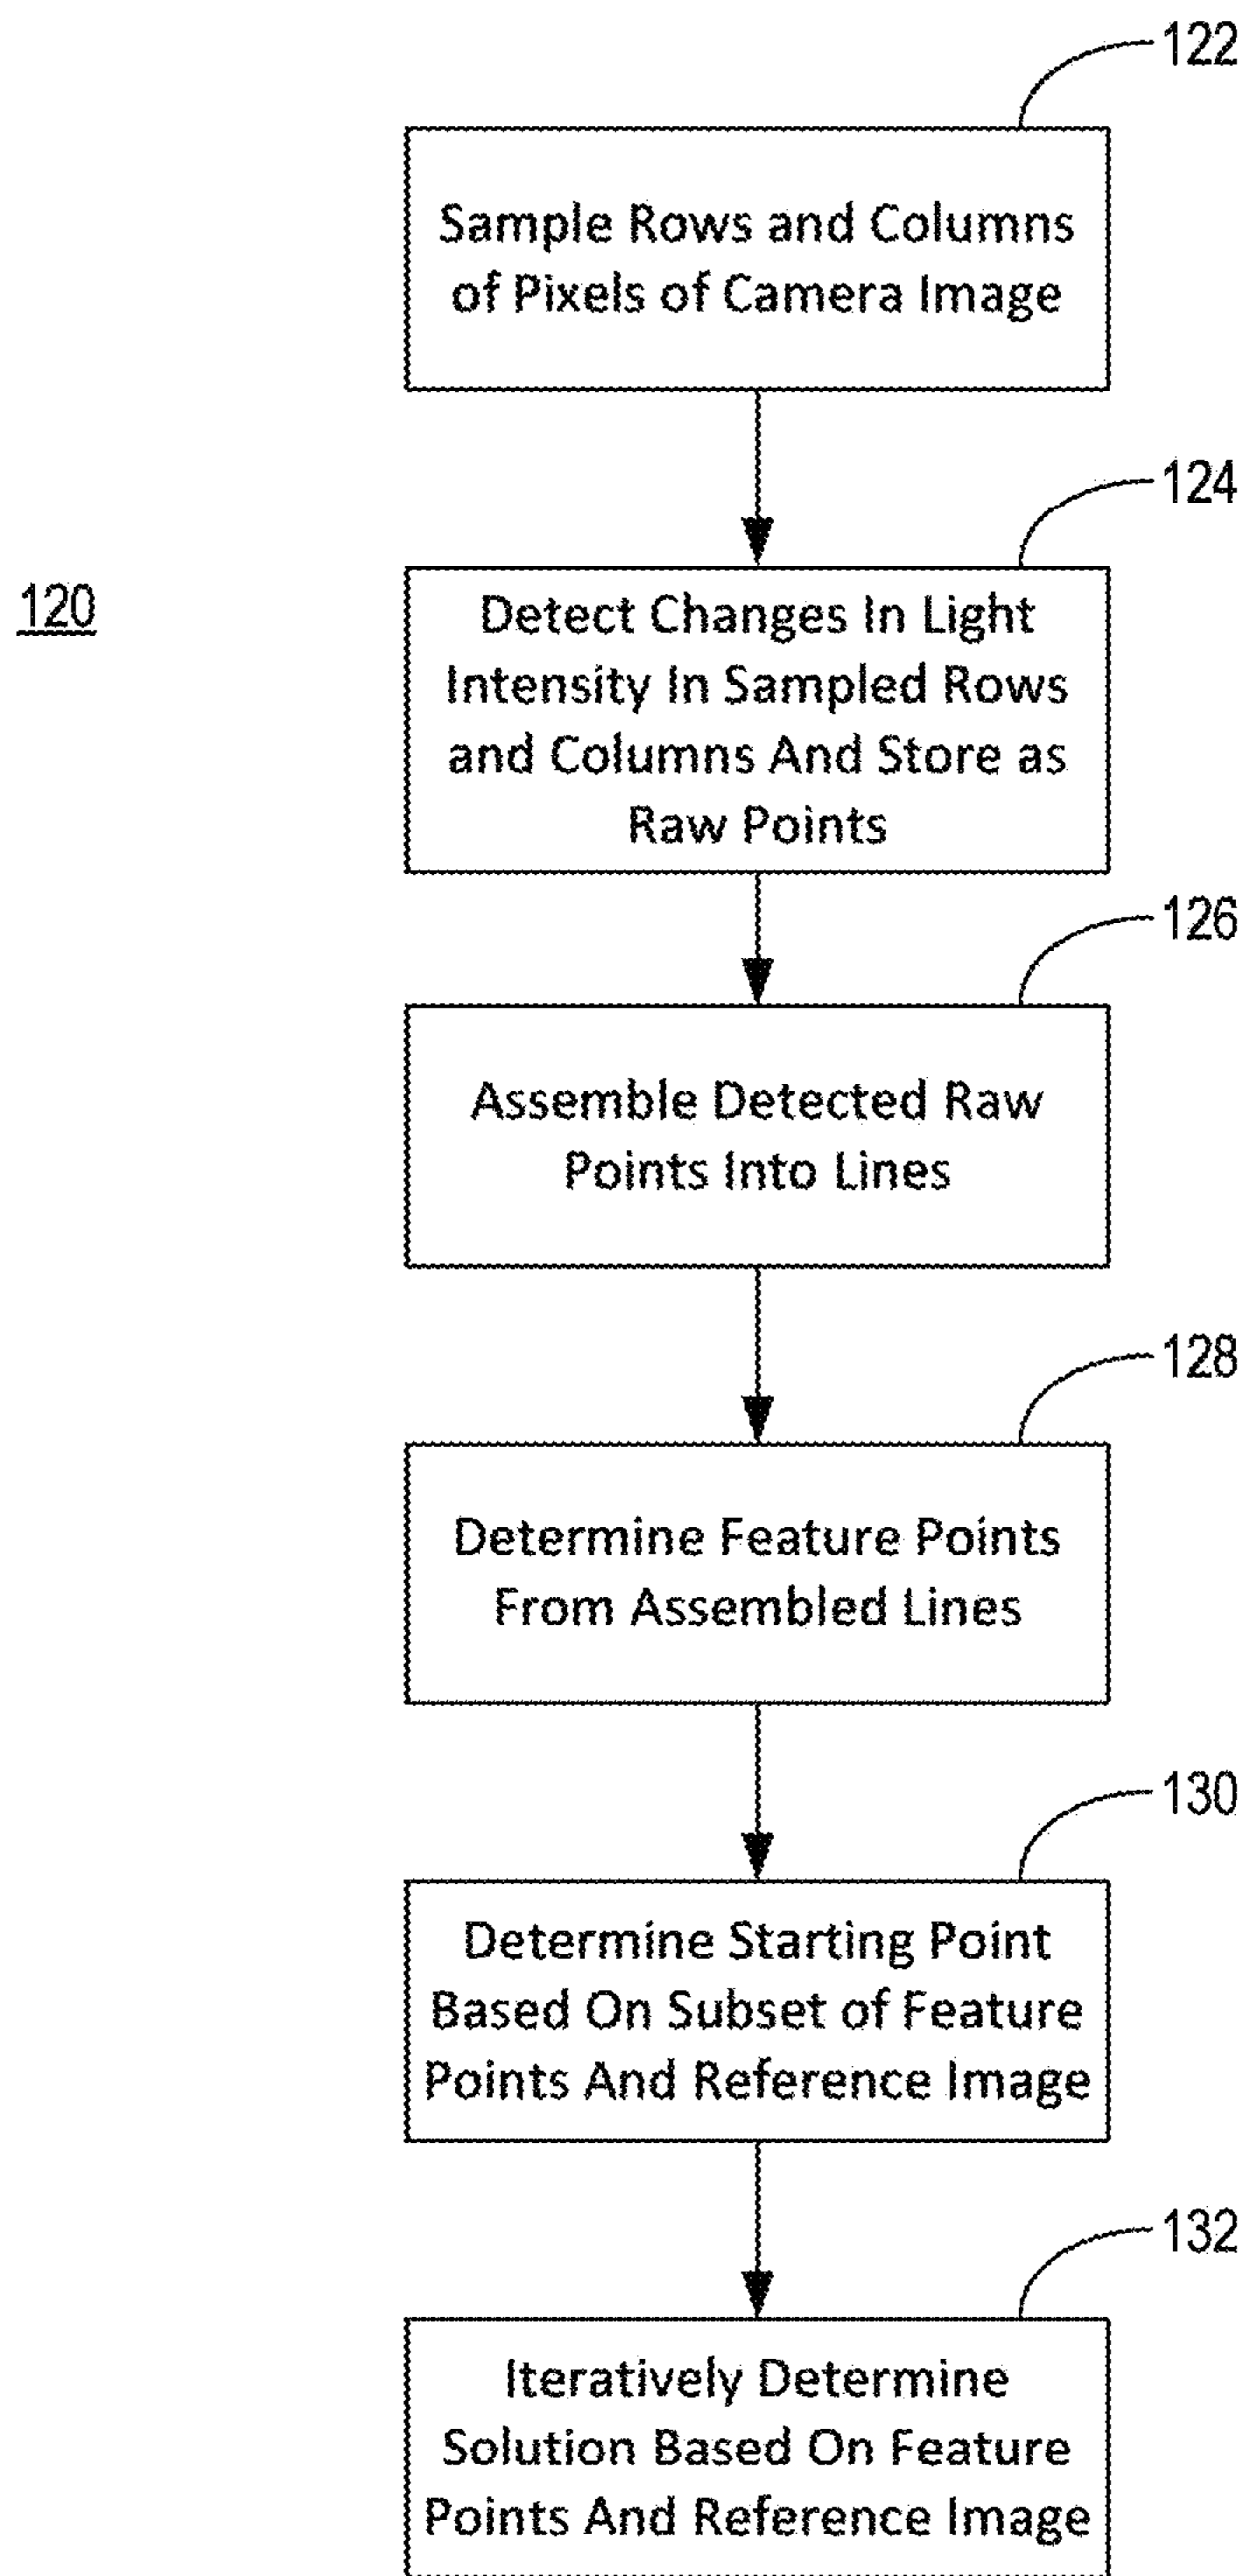 122
Sample Rows and Columns
of Pixels of Camera Image
124
120
Detect Changes In Light
Intensity In Sampled Rows
and Columns And Store as
Raw Points
126
Assemble Detected Raw
Points Into Lines
128
Determine Feature Points
From Assembled Lines
130
Determine Starting Point
Based On Subset of Feature
Points And Reference Image
132
Iteratively Determine
Solution Based On Feature
Points And Reference Image